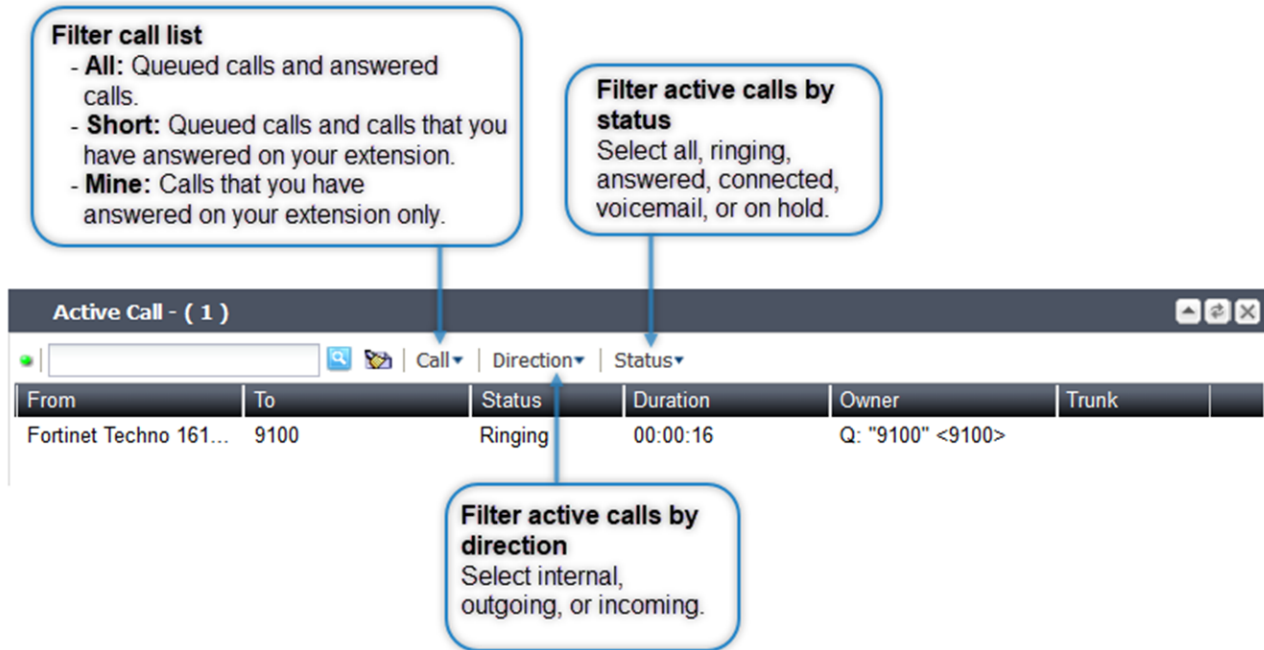 Filter call list
- All: Queued calls and answered
calls.
- Short: Queued calls and calls that you
have answered on your extension.
- Mine: Calls that you have
answered on your extension only.
Filter active calls by
status
Select all, ringing,
answered, connected,
voicemail, or on hold.
Active Call - ( 1 )
Call Direction Status
From To Status Duration Owner Trunk
Fortinet Techno 161... 9100 Ringing 00:00:16 Q: "9100" <9100>
Filter active calls by
direction
Select internal,
outgoing, or incoming.